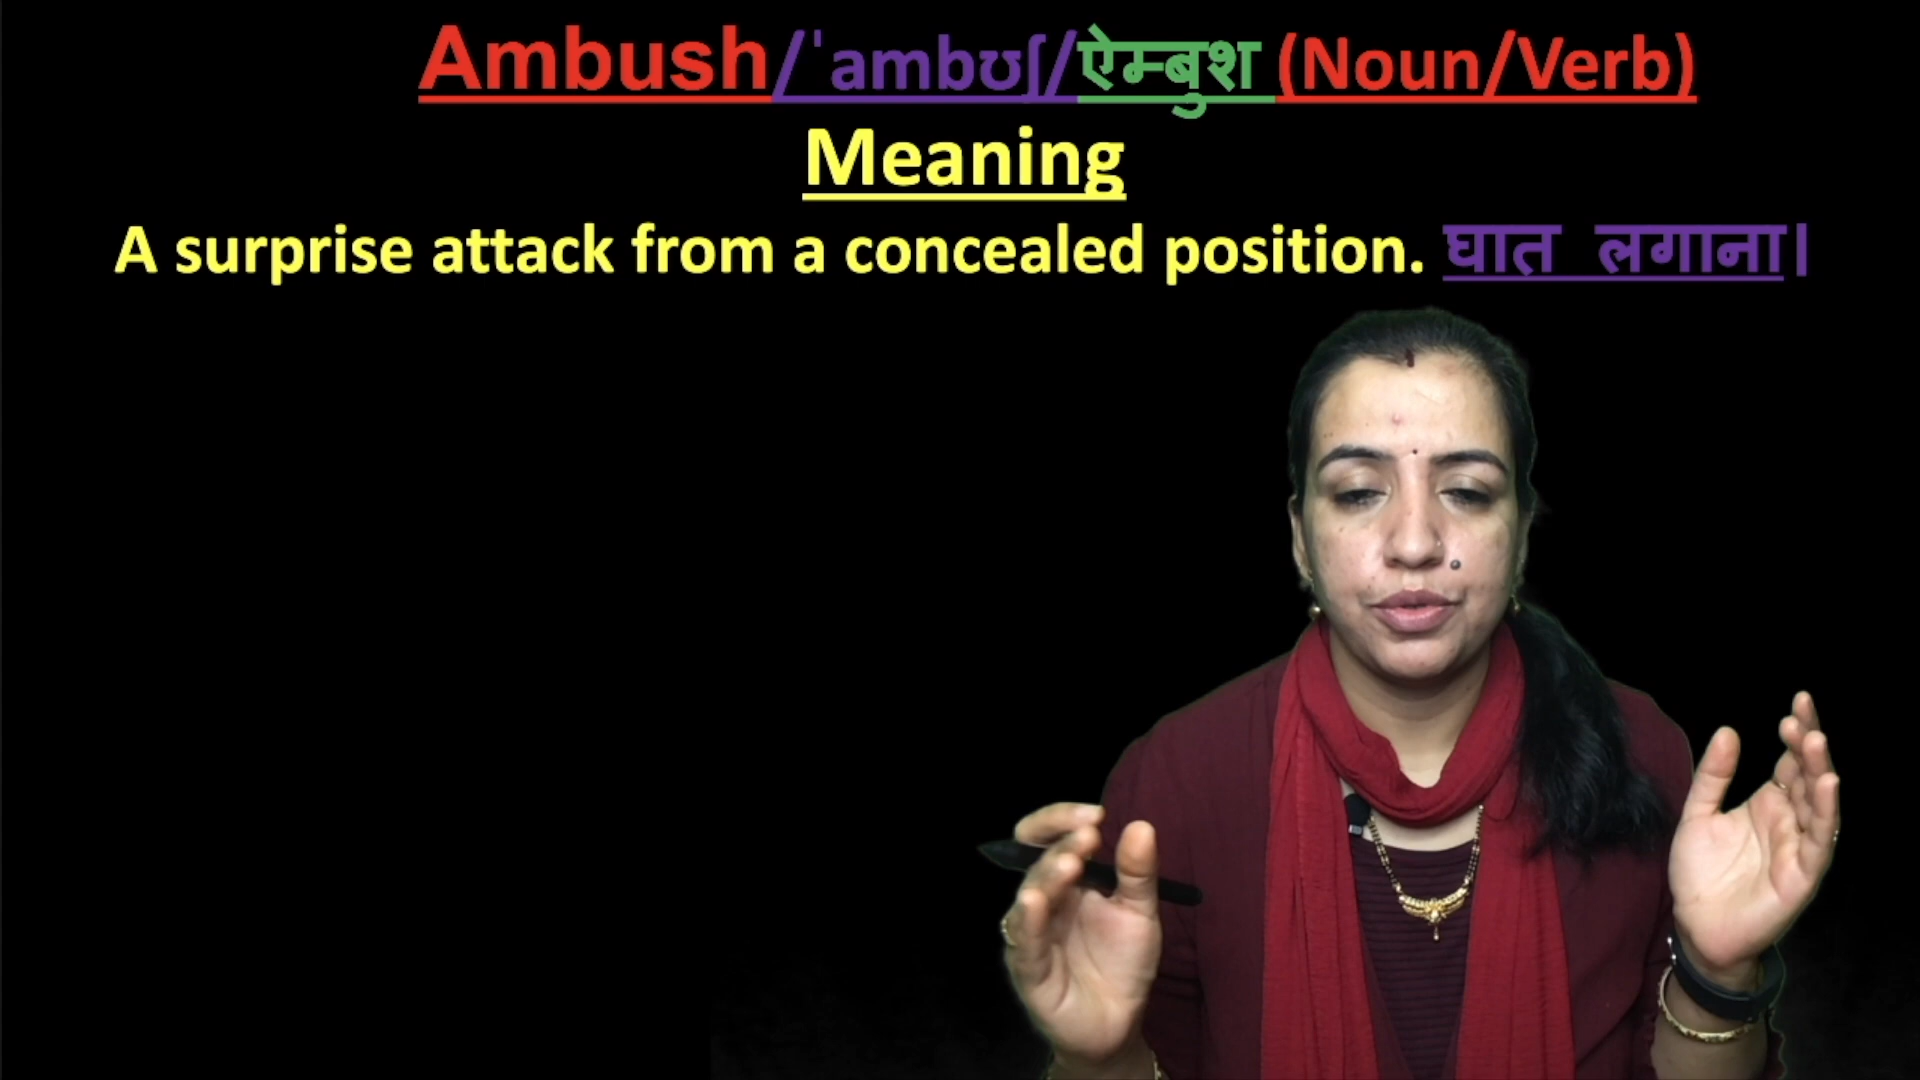 Ambush/ˈambʊʃ/ऐम्बुश (Noun/Verb)
Meaning
A surprise attack from a concealed position. घात लगाना।